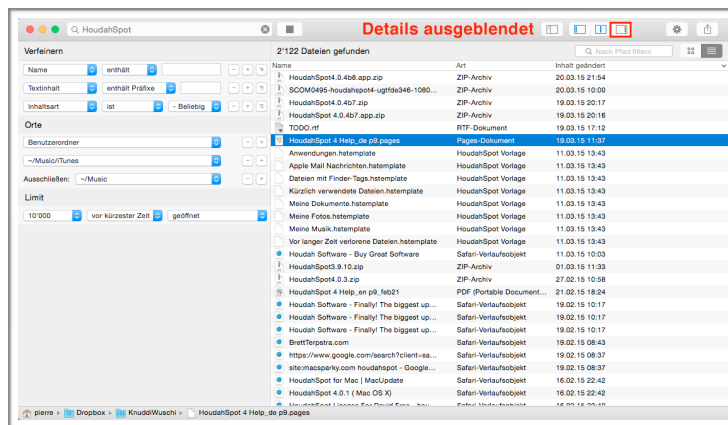 HoudahSpot
Details ausgeblendet
Verfeinern
2'122 Dateien gefunden
Nach Pfad filtern
Name enthält
Textinhalt enthält Präfixe
Inhaltsart ist - Beliebig
Orte
Benutzerordner
~/Music/iTunes
Ausschließen: ~/Music
Limit
10'000 vor kürzester Zeit geöffnet
Name Art Inhalt geändert
HoudahSpot4.0.4b8.app.zip ZIP-Archiv 20.03.15 21:54
SCOM0495-houdahspot4-ugtfde346-1080... ZIP-Archiv 20.03.15 10:00
HoudahSpot4.0.4b7.zip ZIP-Archiv 19.03.15 20:17
HoudahSpot 4.0.4b7.app.zip ZIP-Archiv 19.03.15 20:16
TODO.rtf RTF-Dokument 19.03.15 17:12
HoudahSpot 4 Help_de p9.pages Pages-Dokument 19.03.15 11:37
Anwendungen.hstemplate HoudahSpot Vorlage 11.03.15 13:43
Apple Mail Nachrichten.hstemplate HoudahSpot Vorlage 11.03.15 13:43
Dateien mit Finder-Tags.hstemplate HoudahSpot Vorlage 11.03.15 13:43
Kürzlich verwendete Dateien.hstemplate HoudahSpot Vorlage 11.03.15 13:43
Meine Dokumente.hstemplate HoudahSpot Vorlage 11.03.15 13:43
Meine Fotos.hstemplate HoudahSpot Vorlage 11.03.15 13:43
Meine Musik.hstemplate HoudahSpot Vorlage 11.03.15 13:43
Vor langer Zeit verlorene Dateien.hstemplate HoudahSpot Vorlage 11.03.15 13:43
Houdah Software - Buy Great Software Safari-Verlaufsobjekt 11.03.15 10:03
HoudahSpot3.9.10.zip ZIP-Archiv 01.03.15 11:33
HoudahSpot4.0.3.zip ZIP-Archiv 27.02.15 10:58
HoudahSpot 4 Help_en p9_feb21 PDF (Portable Document... 21.02.15 18:24
Houdah Software - Finally! The biggest up... Safari-Verlaufsobjekt 19.02.15 10:17
Houdah Software - Finally! The biggest up... Safari-Verlaufsobjekt 19.02.15 10:17
Houdah Software - Finally! The biggest up... Safari-Verlaufsobjekt 19.02.15 10:17
BrettTerpstra.com Safari-Verlaufsobjekt 19.02.15 08:43
https://www.google.com/search?client=sa... Safari-Verlaufsobjekt 19.02.15 08:37
site:macsparky.com houdahspot - Google... Safari-Verlaufsobjekt 19.02.15 08:37
HoudahSpot for Mac | MacUpdate Safari-Verlaufsobjekt 16.02.15 22:42
HoudahSpot 4.0.1 ( Mac OS X) Safari-Verlaufsobjekt 16.02.15 22:42
pierre Dropbox KnuddiWuschi HoudahSpot 4 Help_de p9.pages